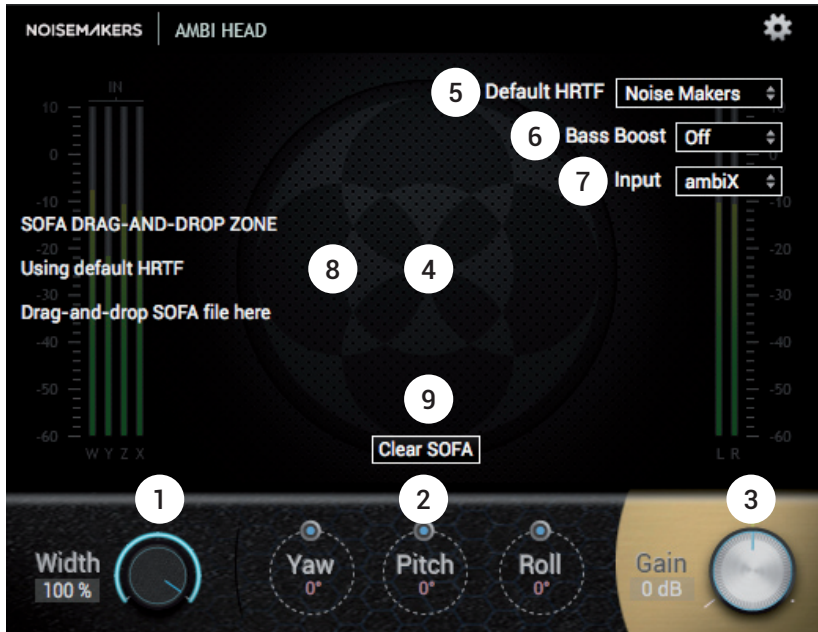 NOISEMAKERS | AMBI HEAD
IN
5 Default HRTF Noise Makers
6 Bass Boost Off
7 Input ambiX
10 10
0 0
-10 -10
SOFA DRAG-AND-DROP ZONE
-20 -20
Using default HRTF 8 4
-30 -30
Drag-and-drop SOFA file here
-40 -40
-50 -50
9
-60 -60
Clear SOFA
W Y Z X L R
1 2 3
Width Yaw Pitch Roll Gain
100 % 0° 0° 0° 0 dB